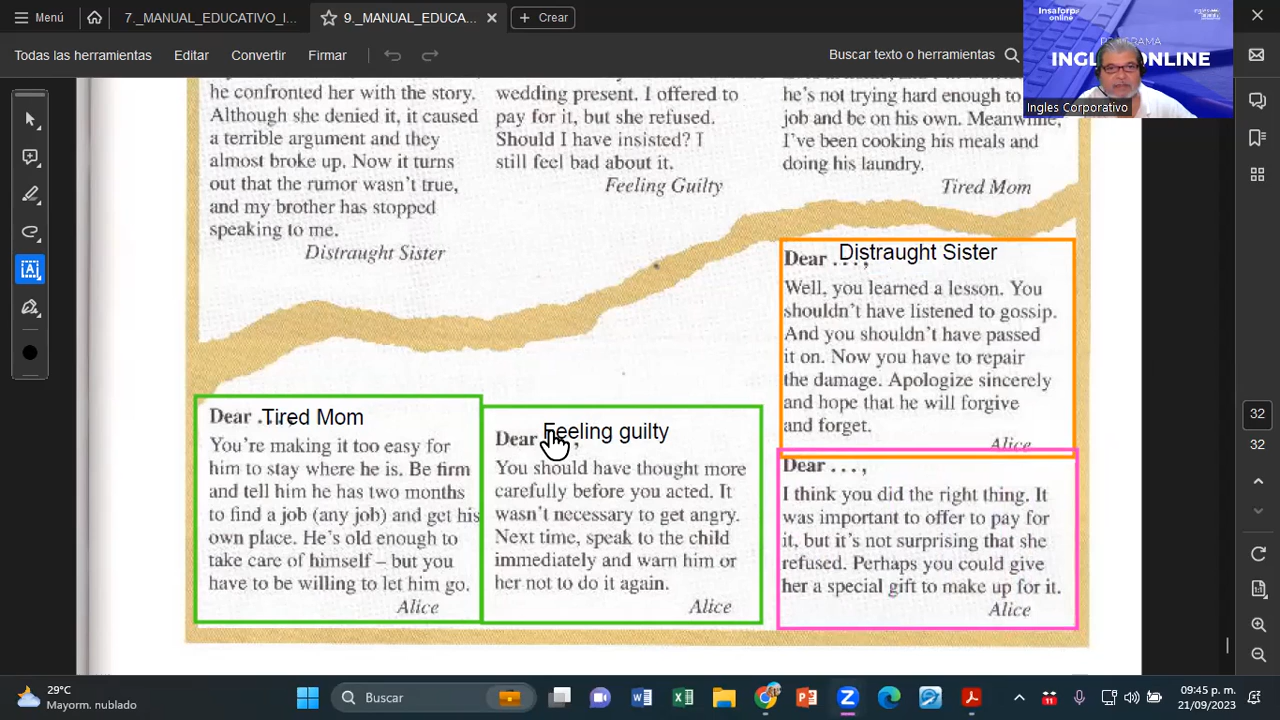 Menú
7._MANUAL_EDUCATIVO_I...
9._MANUAL_EDUCA...
Crear
Todas las herramientas
Editar
Convertir
Firmar
Buscar texto o herramientas
Insaforp
online
PROGRAMA
INGL ONLINE
Ingles Corporativo
he confronted her with the story.
Although she denied it, it caused
a terrible argument and they
almost broke up. Now it turns
out that the rumor wasn't true,
and my brother has stopped
speaking to me.
Distraught Sister
wedding present. I offered to
pay for it, but she refused.
Should I have insisted? I
still feel bad about it.
Feeling Guilty
he's not trying hard enough to
job and be on his own. Meanwhile,
I've been cooking his meals and
doing his laundry.
Tired Mom
Dear . . . ,
Distraught Sister
Well, you learned a lesson. You
shouldn't have listened to gossip.
And you shouldn't have passed
it on. Now you have to repair
the damage. Apologize sincerely
and hope that he will forgive
and forget.
Alice
Dear . . . ,
Tired Mom
You're making it too easy for
him to stay where he is. Be firm
and tell him he has two months
to find a job (any job) and get his
own place. He's old enough to
take care of himself – but you
have to be willing to let him go.
Alice
Dear . . . ,
Feeling guilty
You should have thought more
carefully before you acted. It
wasn't necessary to get angry.
Next time, speak to the child
immediately and warn him or
her not to do it again.
Alice
Dear . . . ,
I think you did the right thing. It
was important to offer to pay for
it, but it's not surprising that she
refused. Perhaps you could give
her a special gift to make up for it.
Alice
32
32
29°C
Mayorm. nublado
Buscar
11
09:45 p. m.
21/09/2023